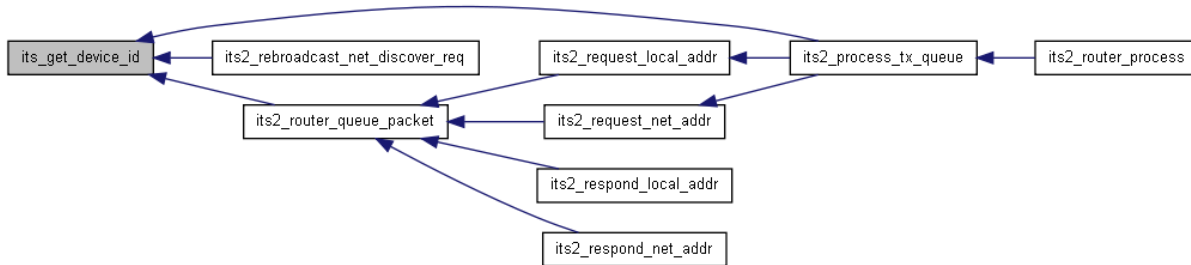 its_get_device_id
its2_rebroadcast_net_discover_req
its2_request_local_addr
its2_process_tx_queue
its2_router_process
its2_router_queue_packet
its2_request_net_addr
its2_respond_local_addr
its2_respond_net_addr